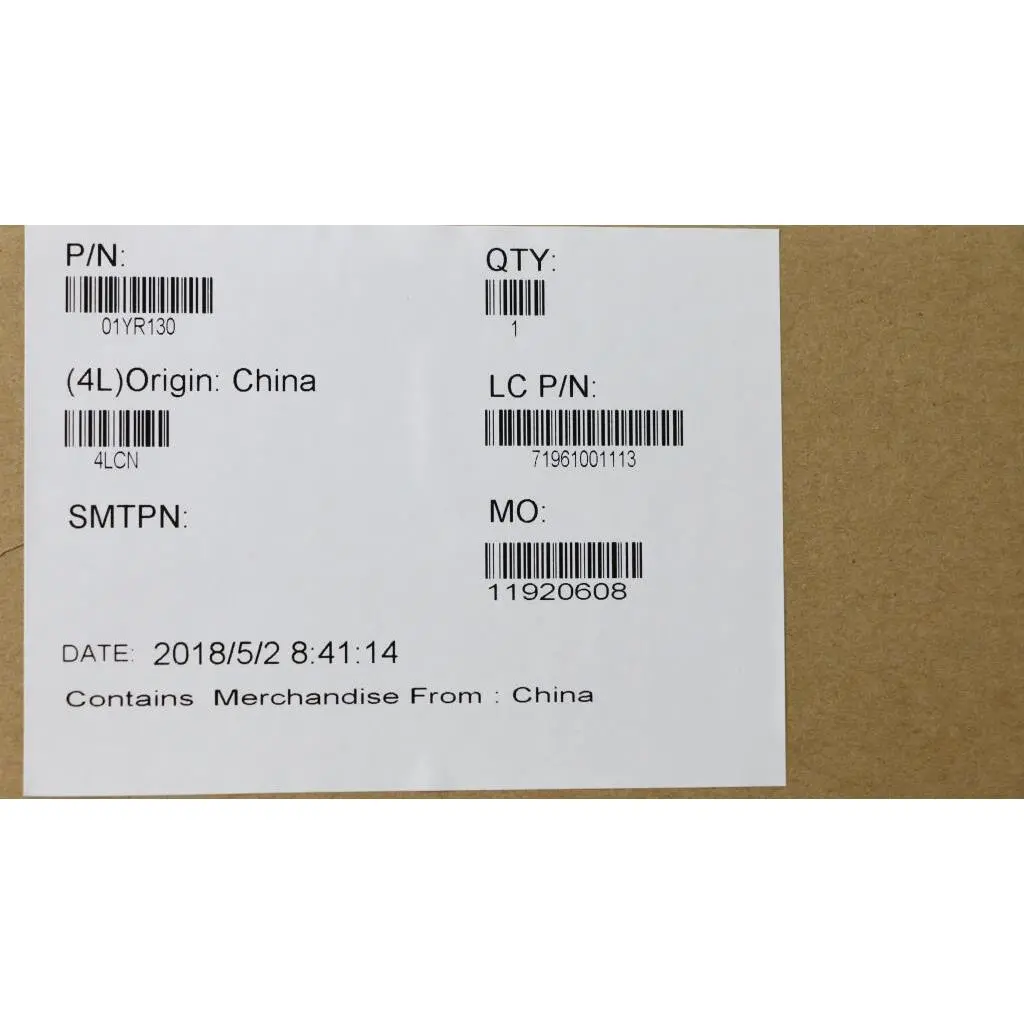 P/N:
01YR130
QTY:
1
(4L)Origin: China
4LCN
LC P/N:
71961001113
SMTPN:
MO:
11920608
DATE: 2018/5/2 8:41:14
Contains Merchandise From : China